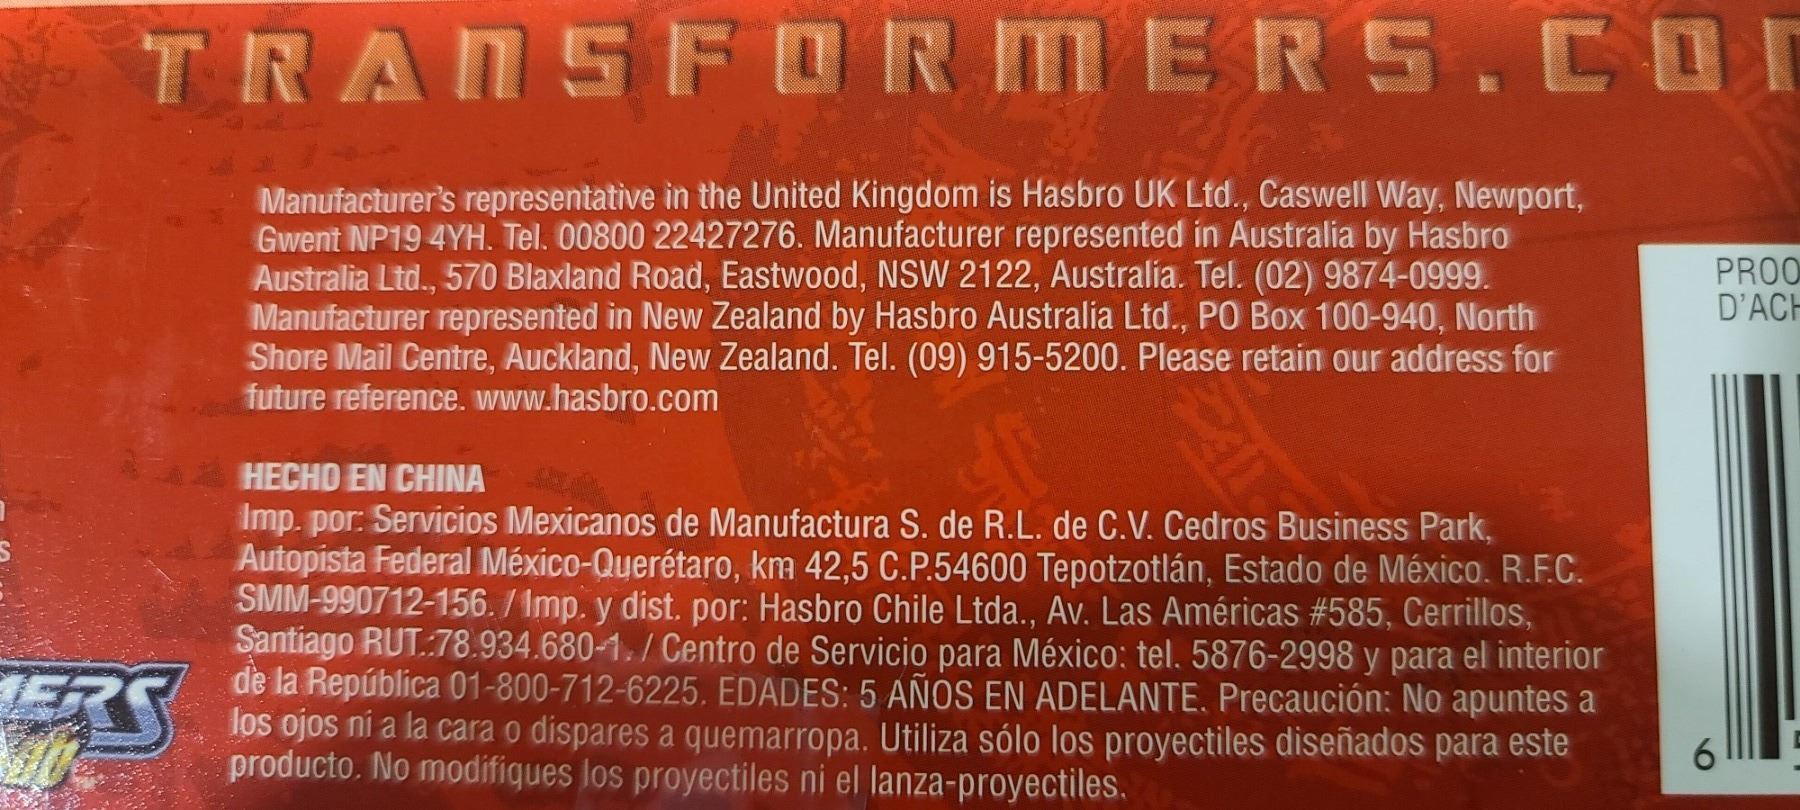 TRANSFORMERS.CO
Manufacturer's representative in the United Kingdom is Hasbro UK Ltd., Caswell Way, Newport,
Gwent NP19 4YH. Tel. 00800 22427276. Manufacturer represented in Australia by Hasbro
Australia Ltd., 570 Blaxland Road, Eastwood, NSW 2122, Australia. Tel. (02) 9874-0999.
Manufacturer represented in New Zealand by Hasbro Australia Ltd., PO Box 100-940, North
Shore Mail Centre, Auckland, New Zealand. Tel. (09) 915-5200. Please retain our address for
future reference. www.hasbro.com
HECHO EN CHINA
Imp. por: Servicios Mexicanos de Manufactura S. de R.L. de C.V. Cedros Business Park,
Autopista Federal México-Querétaro, km 42,5 C.P.54600 Tepotzotlán, Estado de México. R.F.C.
SMM-990712-156. / Imp. y dist. por: Hasbro Chile Ltda., Av. Las Américas #585, Cerrillos,
Santiago RUT.:78.934.680-1. / Centro de Servicio para México: tel. 5876-2998 y para el interior
de la República 01-800-712-6225. EDADES: 5 AÑOS EN ADELANTE. Precaución: No apuntes a
los ojos ni a la cara o dispares a quemarropa. Utiliza sólo los proyectiles diseñados para este
producto. No modifiques los proyectiles ni el lanza-proyectiles.
PROO
D'ACH
6
MERS